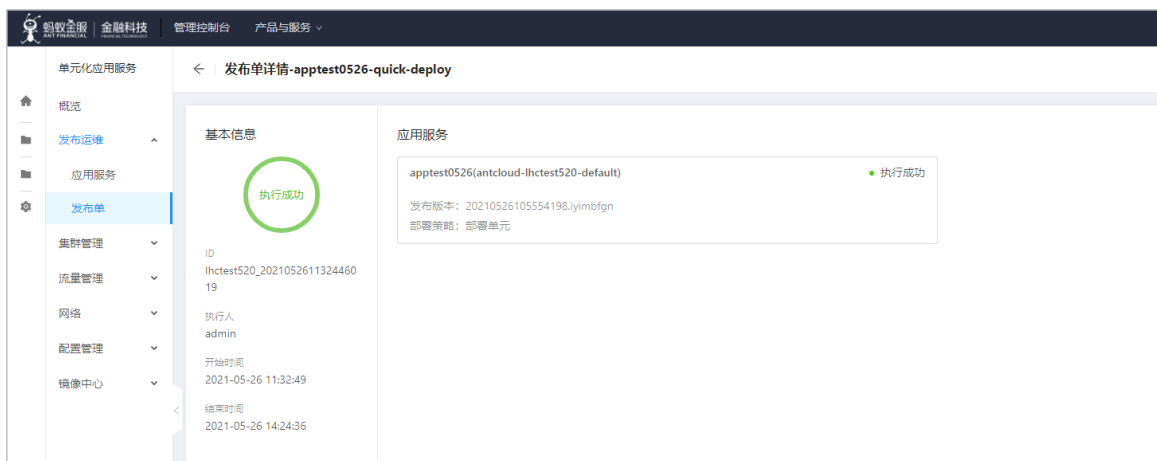 蚂蚁金服 金融科技 管理控制台 产品与服务
ANT FINANCIAL FINANCIAL TECHNOLOGY
单元化应用服务
概览
发布运维
应用服务
发布单
集群管理
流量管理
网络
配置管理
镜像中心
发布单详情-apptest0526-quick-deploy
基本信息
执行成功
ID
lhctest520_2021052611324460
19
执行人
admin
开始时间
2021-05-26 11:32:49
结束时间
2021-05-26 14:24:36
应用服务
apptest0526(antcloud-lhctest520-default) 执行成功
发布版本：20210526105554198.iyimbfgn
部署策略：部署单元